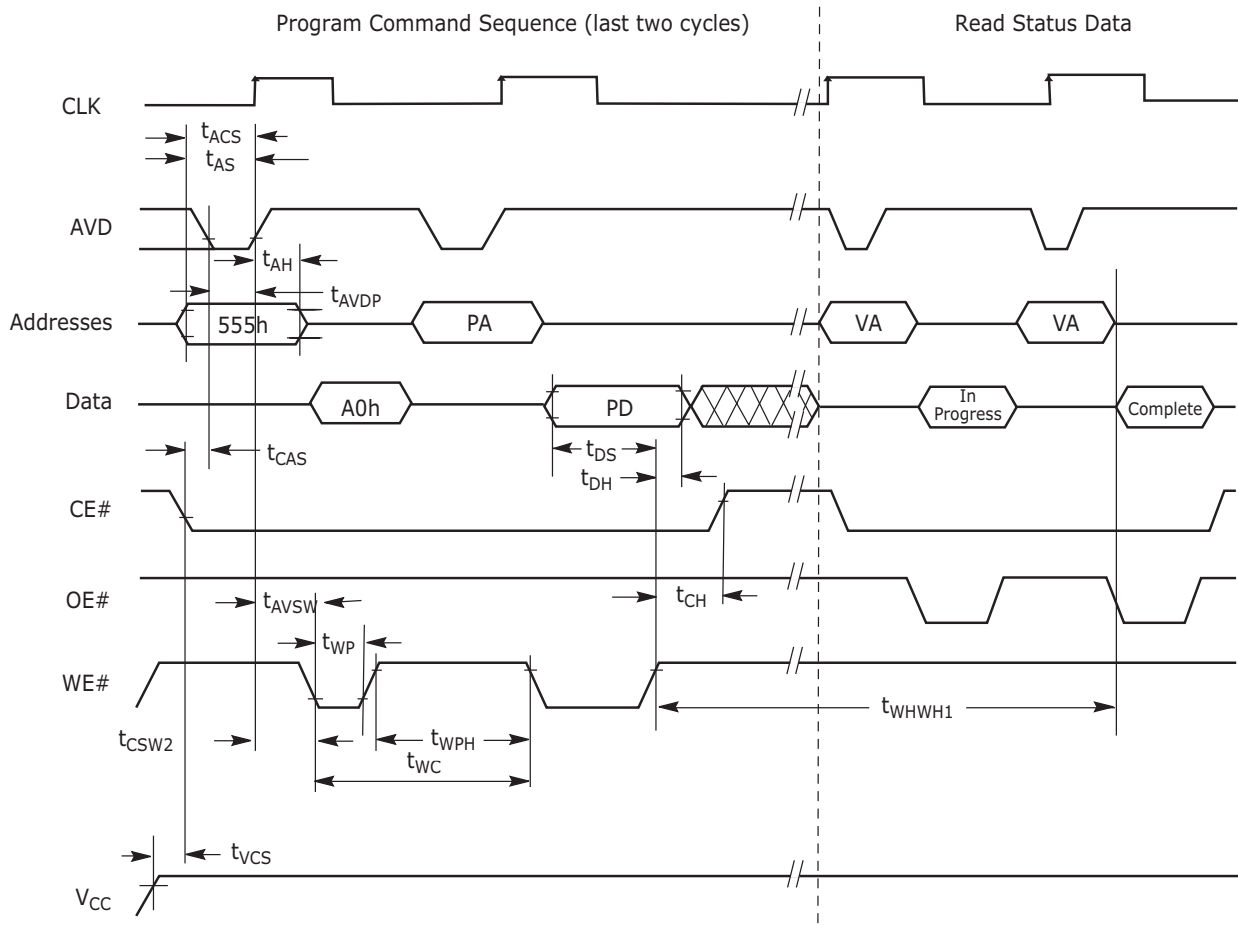 Program Command Sequence (last two cycles)
Read Status Data
CLK
tACS
tAS
AVD
tAH
tAVDP
Addresses
555h
PA
VA
VA
Data
A0h
PD
In
Progress
Complete
tCAS
tDS
tDH
CE#
OE#
tAVSW
tCH
tWP
WE#
tCSW2
tWPH
tWHWH1
tWC
tVCS
VCC